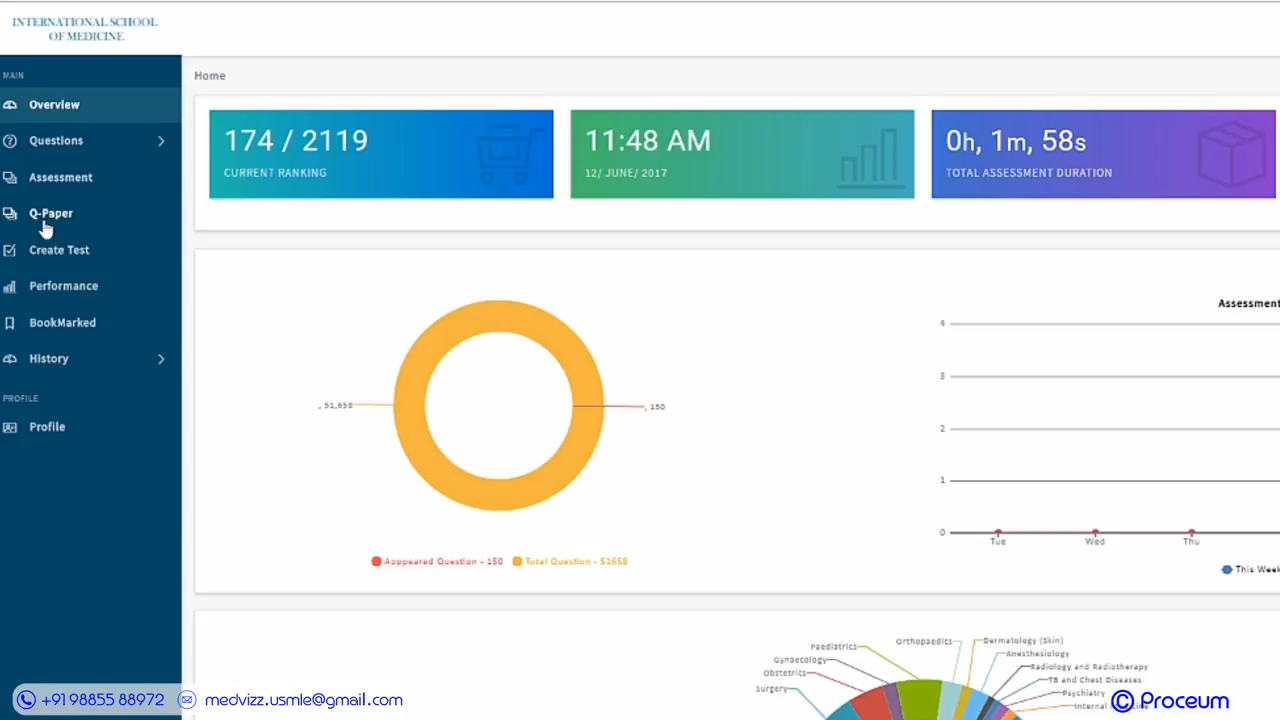 INTERNATIONAL SCHOOL
OF MEDICINE
MAIN
Overview
Questions
Assessment
Q-Paper
Create Test
Performance
BookMarked
History
PROFILE
Profile
Home
174 / 2119
CURRENT RANKING
11:48 AM
12/ JUNE/ 2017
0h, 1m, 58s
TOTAL ASSESSMENT DURATION
, 51,658
, 150
Apppeared Question - 150
Total Question - 51658
Assessment
4
3
2
1
0
Tue
Wed
Thu
This Week
Paediatrics
Gynaecology
Obstetrics
Surgery
Orthopaedics
Dermatology (Skin)
Anesthesiology
Radiology and Radiotherapy
TB and Chest Diseases
Psychiatry
Internal
+91 98855 88972
medvizz.usmle@gmail.com
© Proceum